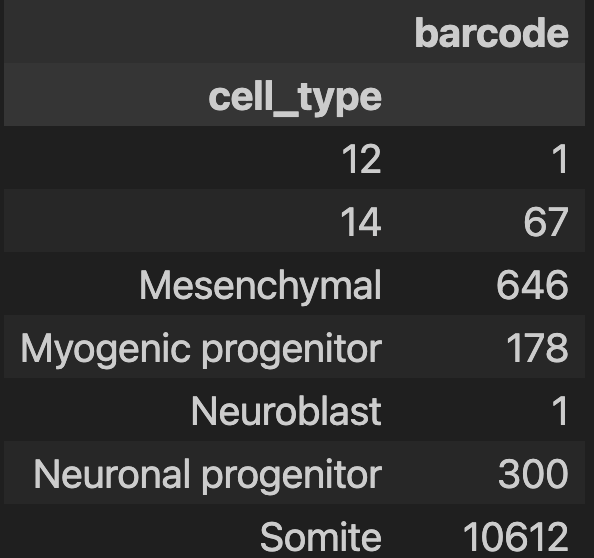 barcode
cell_type
12 1
14 67
Mesenchymal 646
Myogenic progenitor 178
Neuroblast 1
Neuronal progenitor 300
Somite 10612